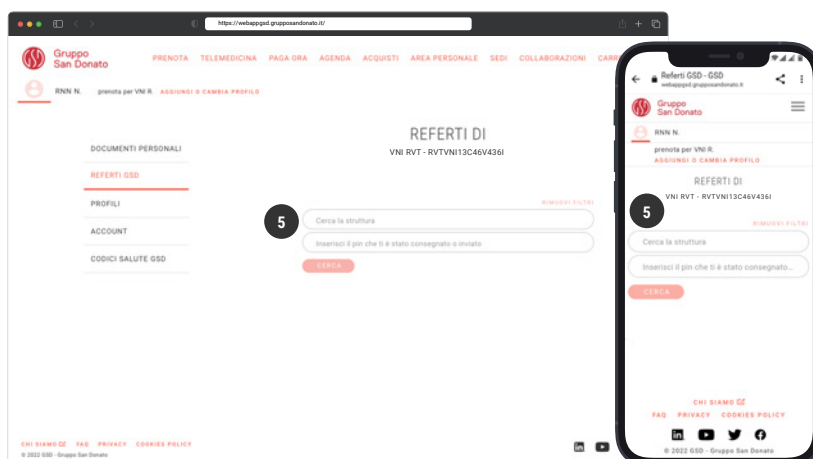 https://webappgsd.grupposandonato.it/
Gruppo
San Donato
PRENOTA TELEMEDICINA PAGA ORA AGENDA ACQUISTI AREA PERSONALE SEDI COLLABORAZIONI CARR
RNN N. prenota per VNI R. AGGIUNGI O CAMBIA PROFILO
DOCUMENTI PERSONALI
REFERTI GSD
PROFILI
ACCOUNT
CODICI SALUTE GSD
REFERTI DI
VNI RVT - RVTVNI13C46V436I
RIMUOVI FILTRI
5
Cerca la struttura
Inserisci il pin che ti è stato consegnato o inviato
CERCA
CHI SIAMO FAQ PRIVACY COOKIES POLICY
© 2022 GSD - Gruppo San Donato
Referti GSD - GSD
webappgsd.grupposandonato.it
Gruppo
San Donato
RNN N.
prenota per VNI R.
AGGIUNGI O CAMBIA PROFILO
REFERTI DI
VNI RVT - RVTVNI13C46V436I
5
RIMUOVI FILTRI
Cerca la struttura
Inserisci il pin che ti è stato consegnato...
CERCA
CHI SIAMO
FAQ PRIVACY COOKIES POLICY
© 2022 GSD - Gruppo San Donato